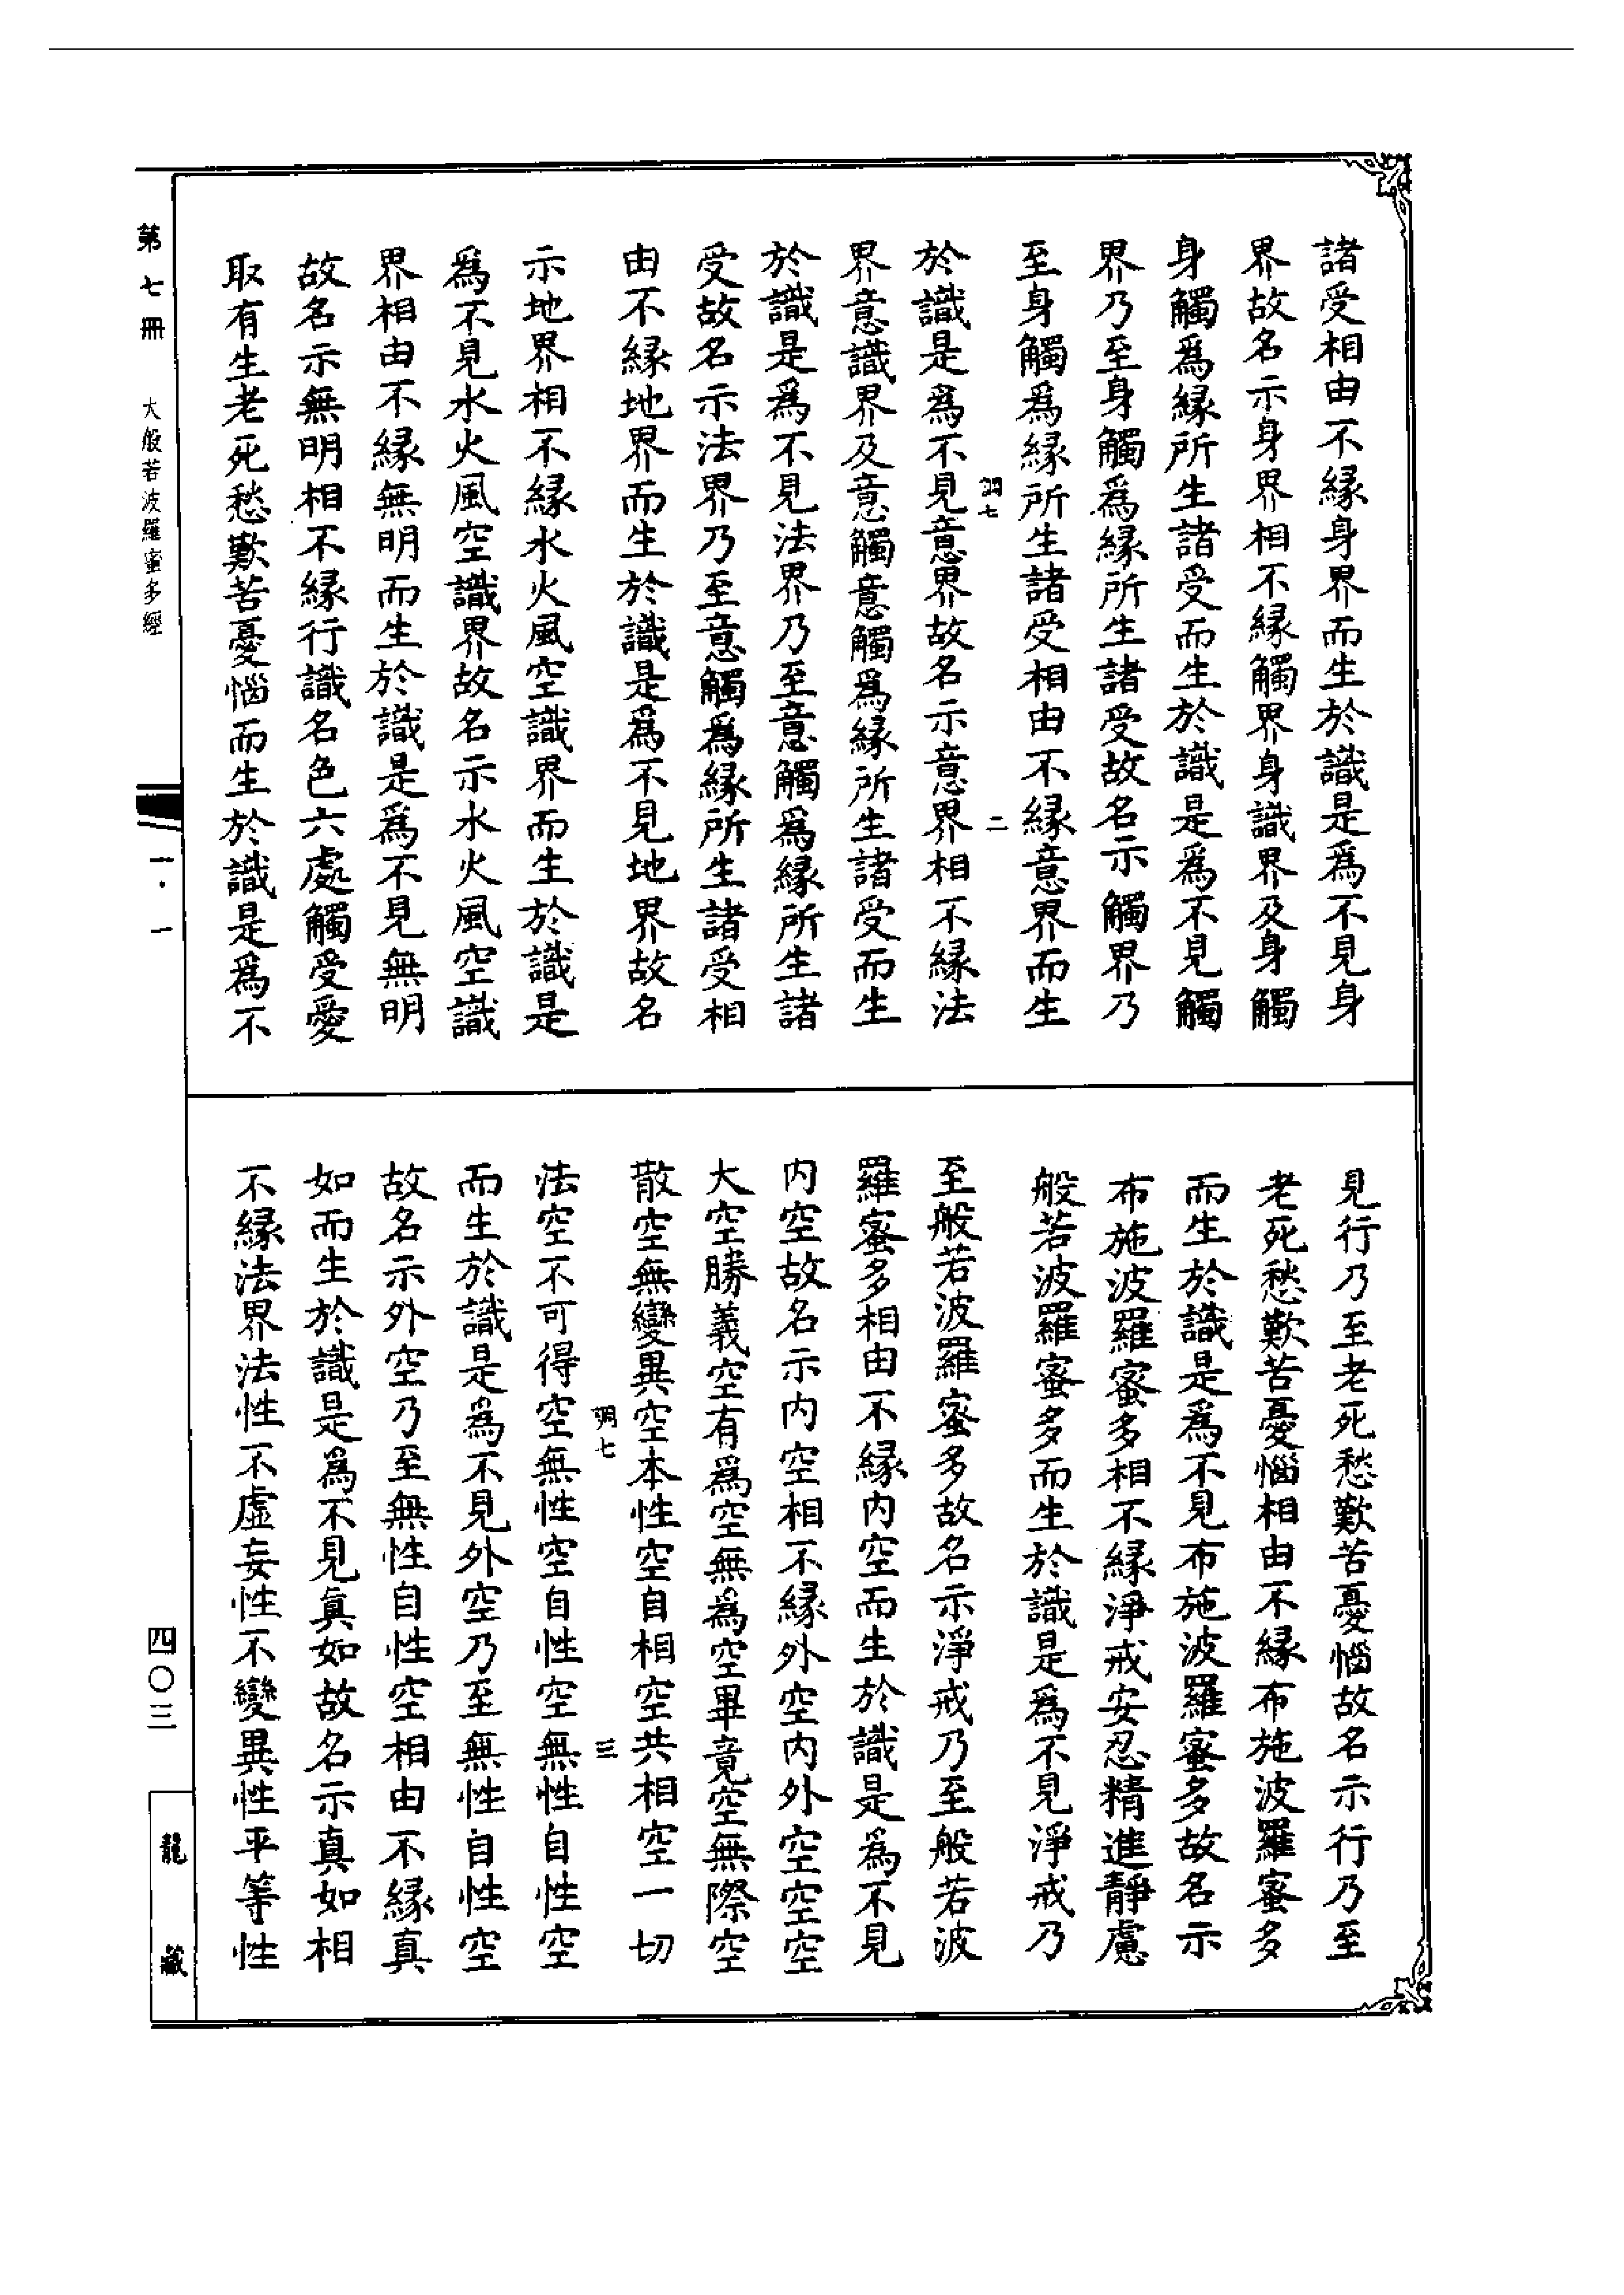 諸受相由不緣身界而生於識是爲不見身
界故名示身界相不緣觸界身識界及身觸
身觸爲緣所生諸受而生於識是爲不見觸
界乃至身觸爲緣所生諸受故名示觸界乃
至身觸爲緣所生諸受相由不緣意界而生
調七 二
於識是爲不見意界故名示意界相不緣法
界意識界及意觸意觸爲緣所生諸受而生
於識是爲不見法界乃至意觸爲緣所生諸
受故名示法界乃至意觸爲緣所生諸受相
由不緣地界而生於識是爲不見地界故名
示地界相不緣水火風空識界而生於識是
爲不見水火風空識界故名示水火風空識
界相由不緣無明而生於識是爲不見無明
故名示無明相不緣行識名色六處觸受愛
取有生老死愁歎苦憂惱而生於識是爲不
見行乃至老死愁歎苦憂惱故名示行乃至
老死愁歎苦憂惱相由不緣布施波羅蜜多
而生於識是爲不見布施波羅蜜多故名示
布施波羅蜜多相不緣淨戒安忍精進靜慮
般若波羅蜜多而生於識是爲不見淨戒乃
至般若波羅蜜多故名示淨戒乃至般若波
羅蜜多相由不緣內空而生於識是爲不見
內空故名示內空相不緣外空內外空空空
大空勝義空有爲空無爲空畢竟空無際空
散空無變異空本性空自相空共相空一切
調七 三
法空不可得空無性空自性空無性自性空
而生於識是爲不見外空乃至無性自性空
故名示外空乃至無性自性空相由不緣真
如而生於識是爲不見真如故名示真如相
不緣法界法性不虛妄性不變異性平等性
第七冊 大般若波羅蜜多經
一·一
四〇三
龍藏